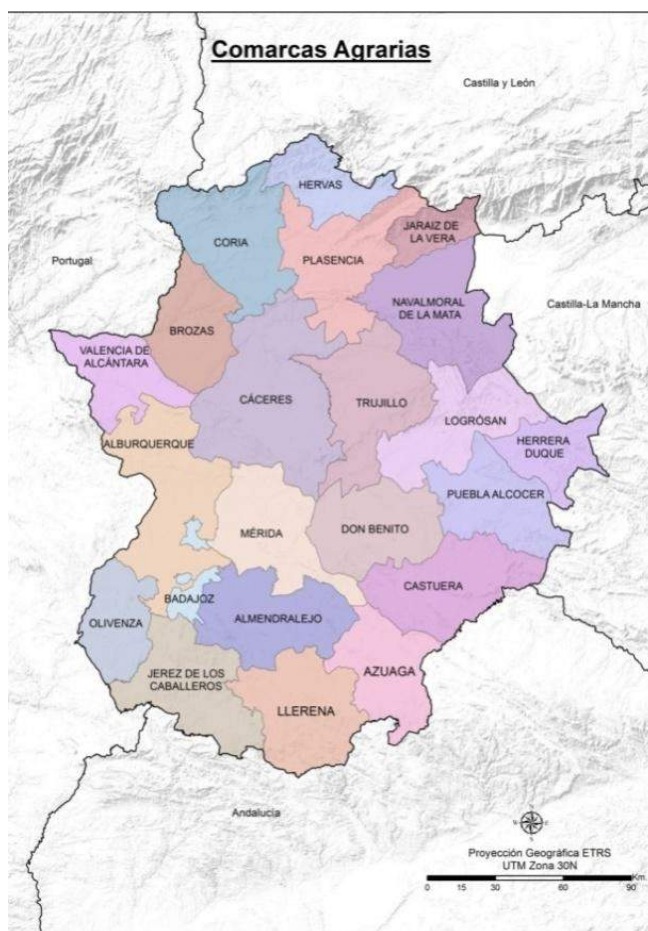 Comarcas Agrarias
Castilla y León
HERVAS
JARAIZ DE
LA VERA
CORIA
PLASENCIA
Portugal
NAVALMORAL
DE LA MATA
Castilla-La Mancha
BROZAS
VALENCIA DE
ALCÁNTARA
CÁCERES
TRUJILLO
LOGRÓSAN
ALBURQUERQUE
HERRERA
DUQUE
PUEBLA ALCOCER
MÉRIDA
DON BENITO
CASTUERA
BADAJOZ
OLIVENZA
ALMENDRALEJO
JEREZ DE LOS
CABALLEROS
AZUAGA
LLERENA
Andalucía
N
W
E
S
Proyección Geográfica ETRS
UTM Zona 30N
Km.
0 15 30 60 90